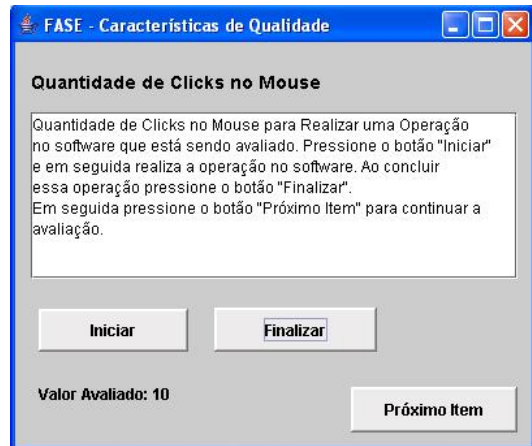 FASE - Características de Qualidade
Quantidade de Clicks no Mouse
Quantidade de Clicks no Mouse para Realizar uma Operação
no software que está sendo avaliado. Pressione o botão "Iniciar"
e em seguida realiza a operação no software. Ao concluir
essa operação pressione o botão "Finalizar".
Em seguida pressione o botão "Próximo Item" para continuar a
avaliação.
Iniciar Finalizar
Valor Avaliado: 10
Próximo Item